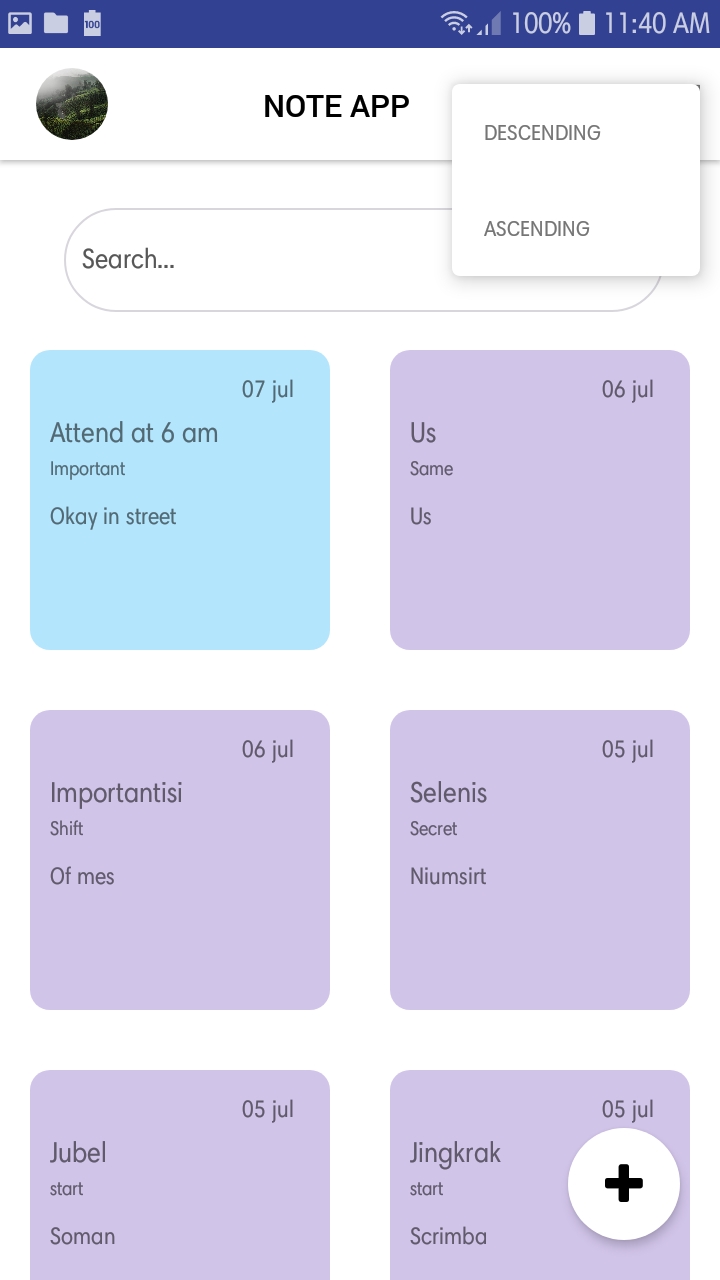 100 100% 11:40 AM
NOTE APP
DESCENDING
ASCENDING
Search...
07 jul
Attend at 6 am
Important
Okay in street
06 jul
Us
Same
Us
06 jul
Importantisi
Shift
Of mes
05 jul
Selenis
Secret
Niumsirt
05 jul
Jubel
start
Soman
05 jul
Jingkrak
start
Scrimba